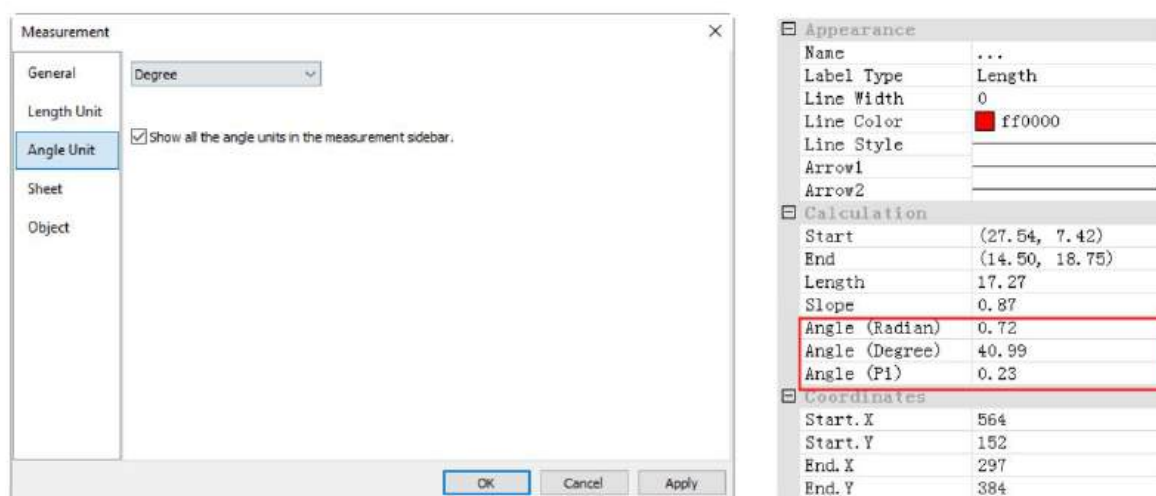 Measurement
General
Length Unit
Angle Unit
Sheet
Object
Degree
Show all the angle units in the measurement sidebar.
OK Cancel Apply
Appearance
Name ...
Label Type Length
Line Width 0
Line Color ff0000
Line Style
Arrow1
Arrow2
Calculation
Start (27.54, 7.42)
End (14.50, 18.75)
Length 17.27
Slope 0.87
Angle (Radian) 0.72
Angle (Degree) 40.99
Angle (Pi) 0.23
Coordinates
Start.X 564
Start.Y 152
End.X 297
End.Y 384